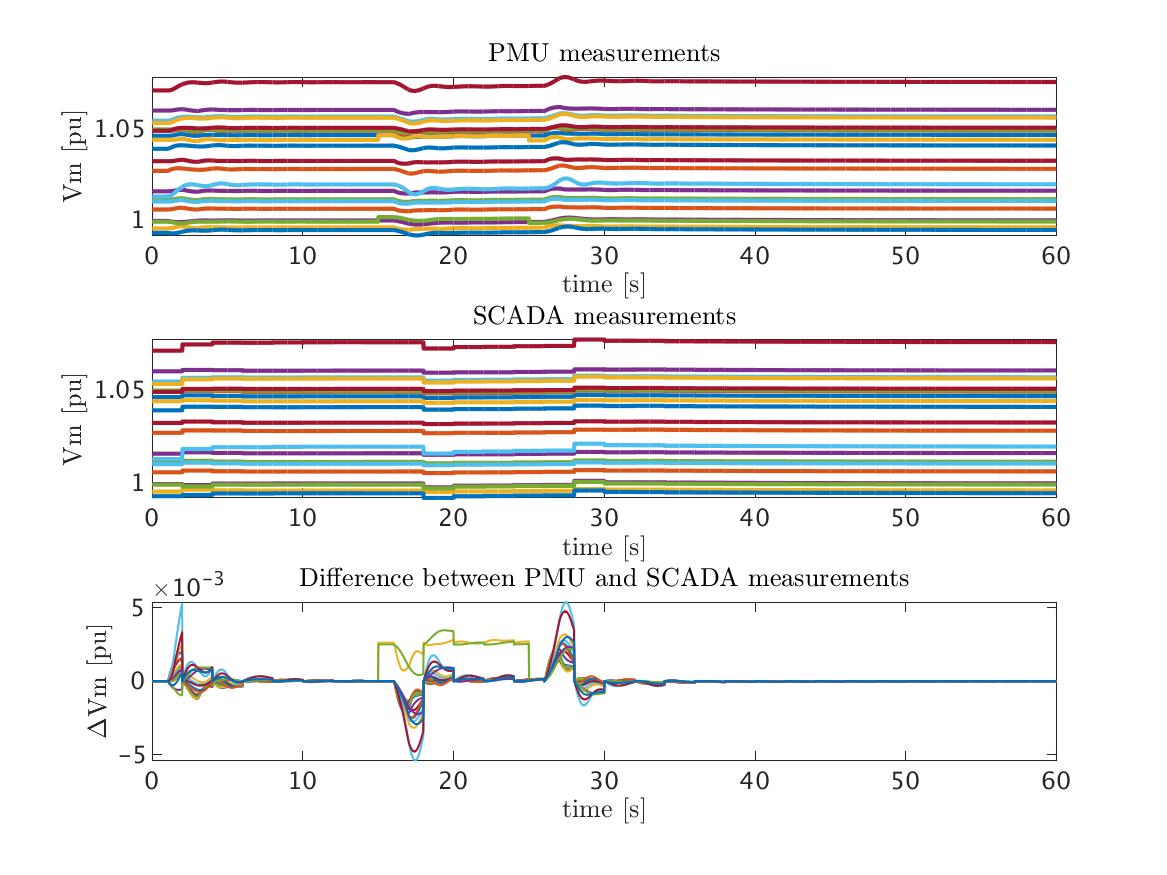 PMU measurements
1.05
1
Vm [pu]
0 10 20 30 40 50 60
time [s]
SCADA measurements
1.05
1
Vm [pu]
0 10 20 30 40 50 60
time [s]
Difference between PMU and SCADA measurements
×10⁻³
5
0
-5
ΔVm [pu]
0 10 20 30 40 50 60
time [s]